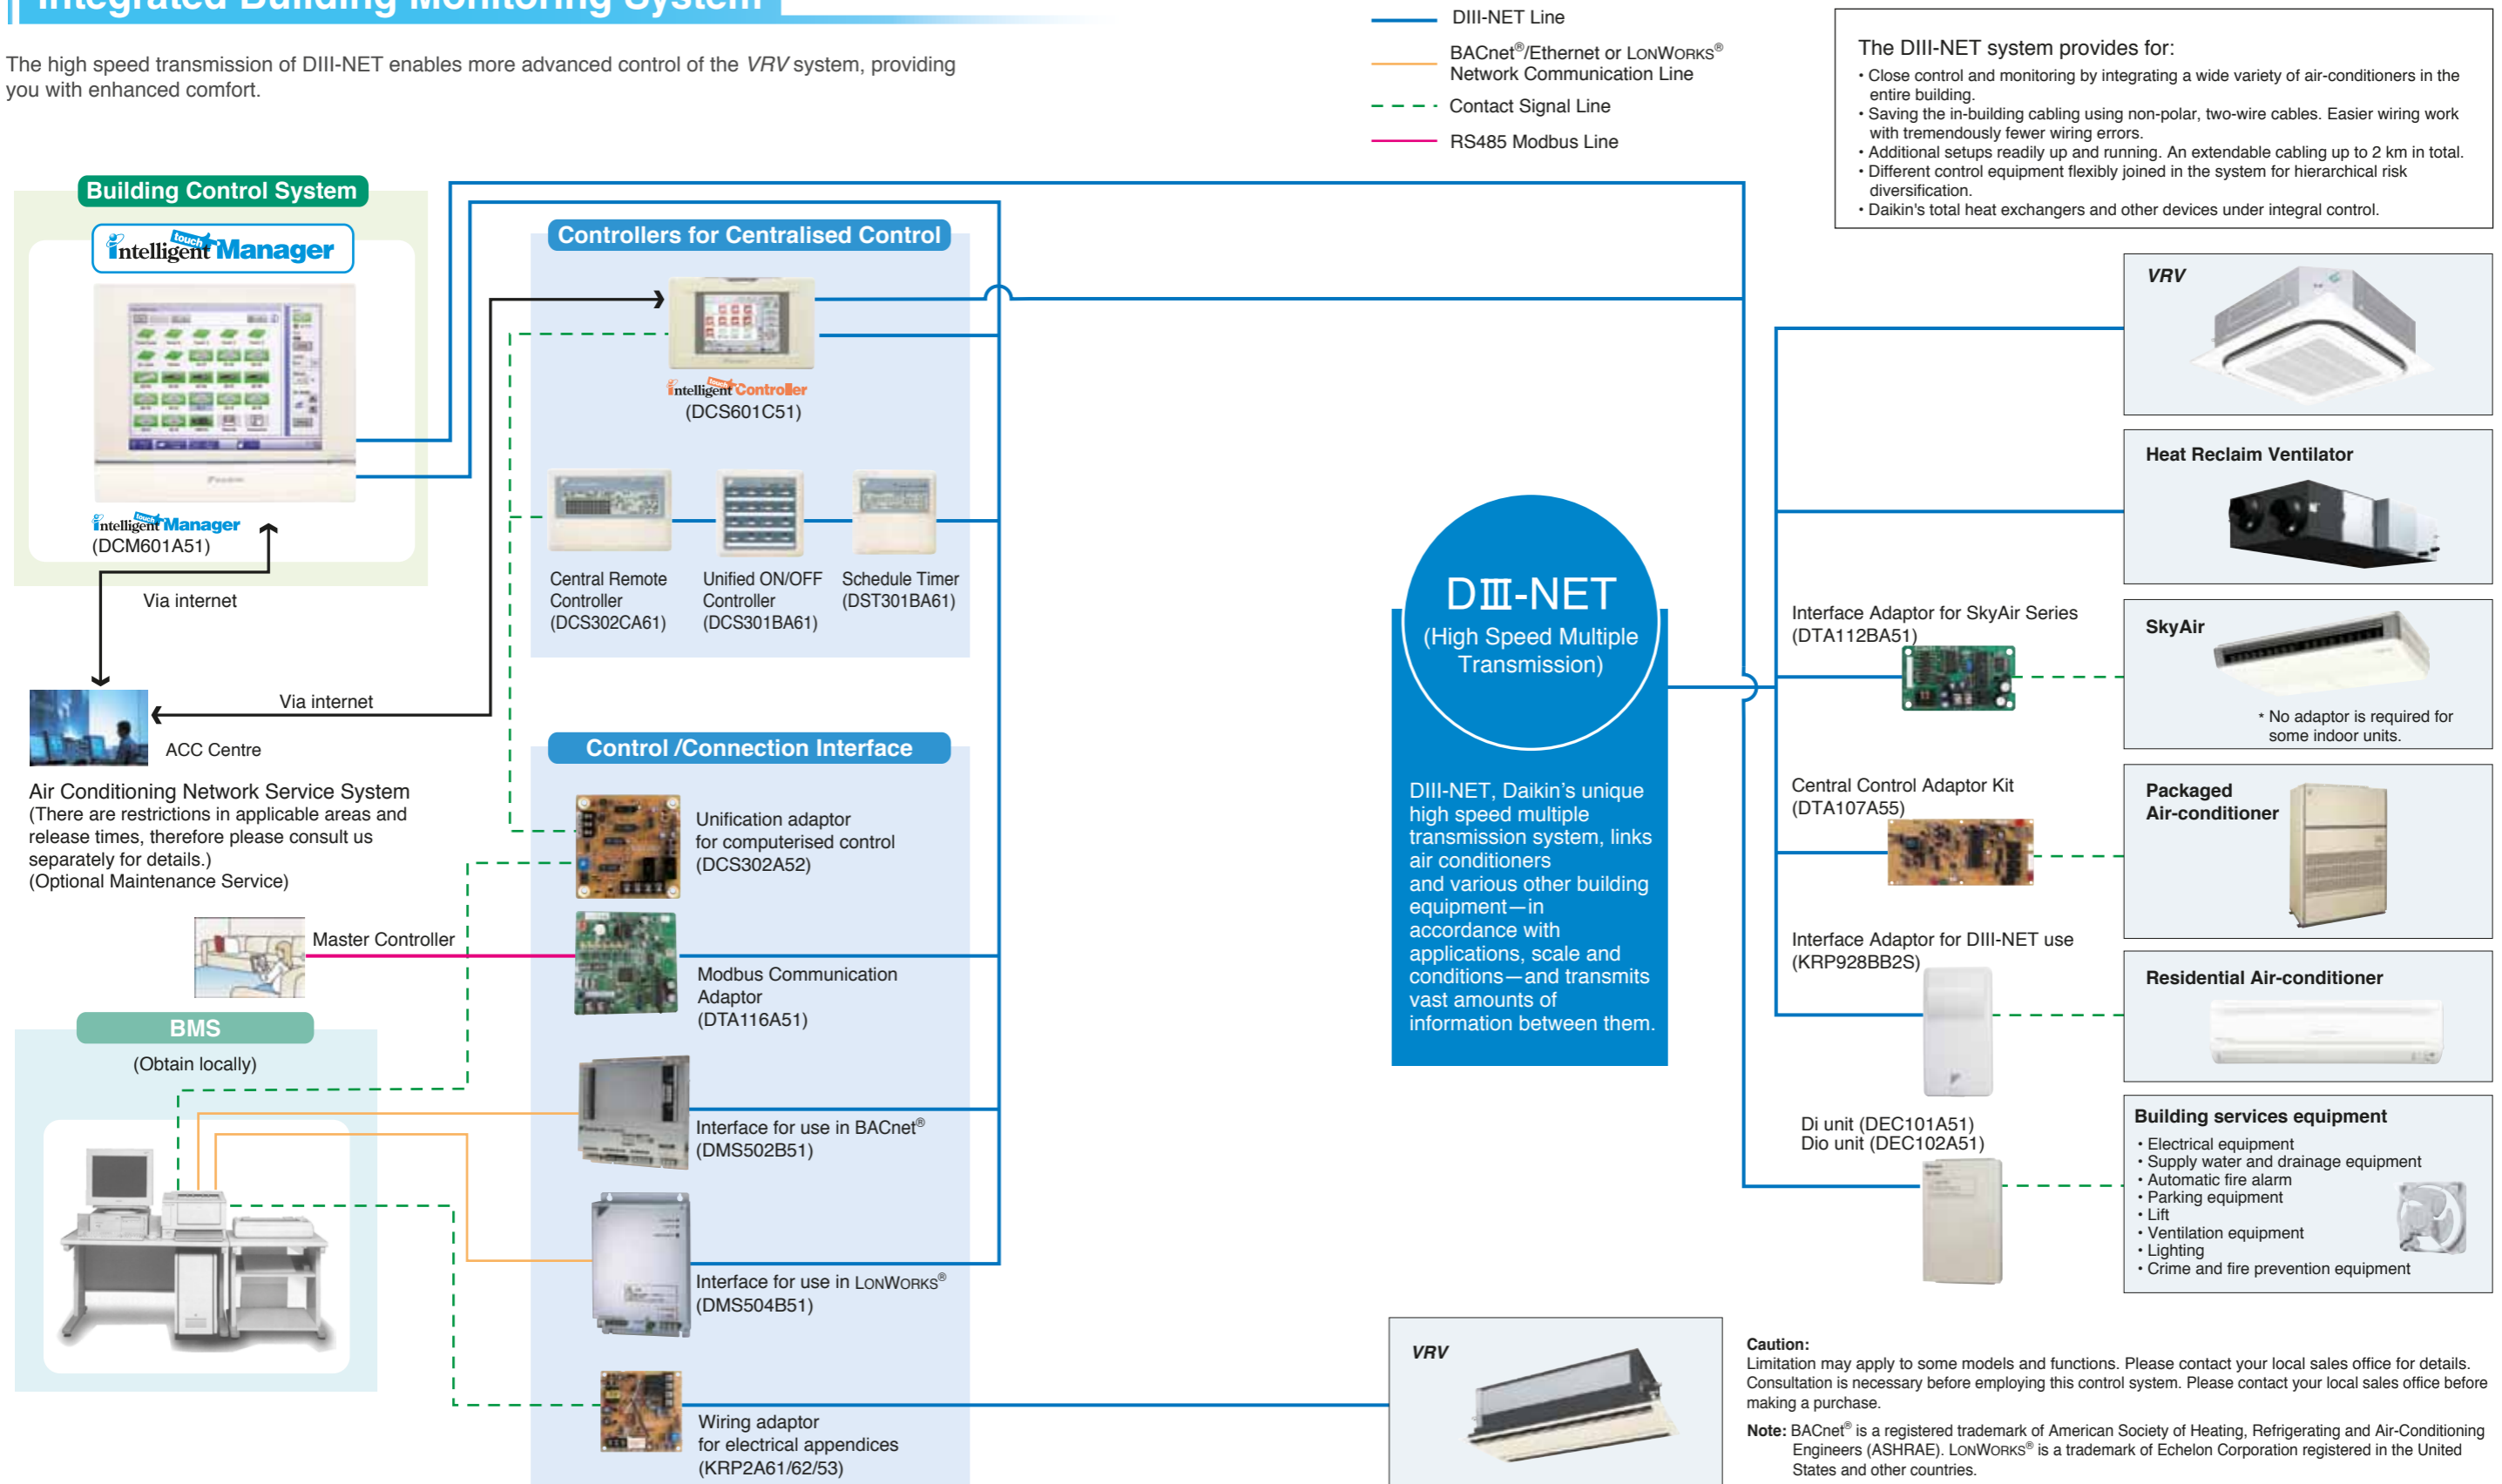 Integrated Building Monitoring System
The high speed transmission of DIII-NET enables more advanced control of the VRV system, providing
you with enhanced comfort.
DIII-NET Line
BACnet®/Ethernet or LONWORKS®
Network Communication Line
Contact Signal Line
RS485 Modbus Line
The DIII-NET system provides for:
• Close control and monitoring by integrating a wide variety of air-conditioners in the
entire building.
• Saving the in-building cabling using non-polar, two-wire cables. Easier wiring work
with tremendously fewer wiring errors.
• Additional setups readily up and running. An extendable cabling up to 2 km in total.
• Different control equipment flexibly joined in the system for hierarchical risk
diversification.
• Daikin's total heat exchangers and other devices under integral control.
Building Control System
intelligent touch Manager
intelligent touch Manager
(DCM601A51)
Via internet
Via internet
ACC Centre
Air Conditioning Network Service System
(There are restrictions in applicable areas and
release times, therefore please consult us
separately for details.)
(Optional Maintenance Service)
Master Controller
BMS
(Obtain locally)
Controllers for Centralised Control
intelligent touch Controller
(DCS601C51)
Central Remote
Controller
(DCS302CA61)
Unified ON/OFF
Controller
(DCS301BA61)
Schedule Timer
(DST301BA61)
Control /Connection Interface
Unification adaptor
for computerised control
(DCS302A52)
Modbus Communication
Adaptor
(DTA116A51)
Interface for use in BACnet®
(DMS502B51)
Interface for use in LONWORKS®
(DMS504B51)
Wiring adaptor
for electrical appendices
(KRP2A61/62/53)
DIII-NET
(High Speed Multiple
Transmission)
DIII-NET, Daikin's unique
high speed multiple
transmission system, links
air conditioners
and various other building
equipment—in
accordance with
applications, scale and
conditions—and transmits
vast amounts of
information between them.
VRV
Heat Reclaim Ventilator
Interface Adaptor for SkyAir Series
(DTA112BA51)
SkyAir
* No adaptor is required for
some indoor units.
Central Control Adaptor Kit
(DTA107A55)
Packaged
Air-conditioner
Interface Adaptor for DIII-NET use
(KRP928BB2S)
Residential Air-conditioner
Di unit (DEC101A51)
Dio unit (DEC102A51)
Building services equipment
• Electrical equipment
• Supply water and drainage equipment
• Automatic fire alarm
• Parking equipment
• Lift
• Ventilation equipment
• Lighting
• Crime and fire prevention equipment
VRV
Caution:
Limitation may apply to some models and functions. Please contact your local sales office for details.
Consultation is necessary before employing this control system. Please contact your local sales office before
making a purchase.
Note: BACnet® is a registered trademark of American Society of Heating, Refrigerating and Air-Conditioning
Engineers (ASHRAE). LONWORKS® is a trademark of Echelon Corporation registered in the United
States and other countries.